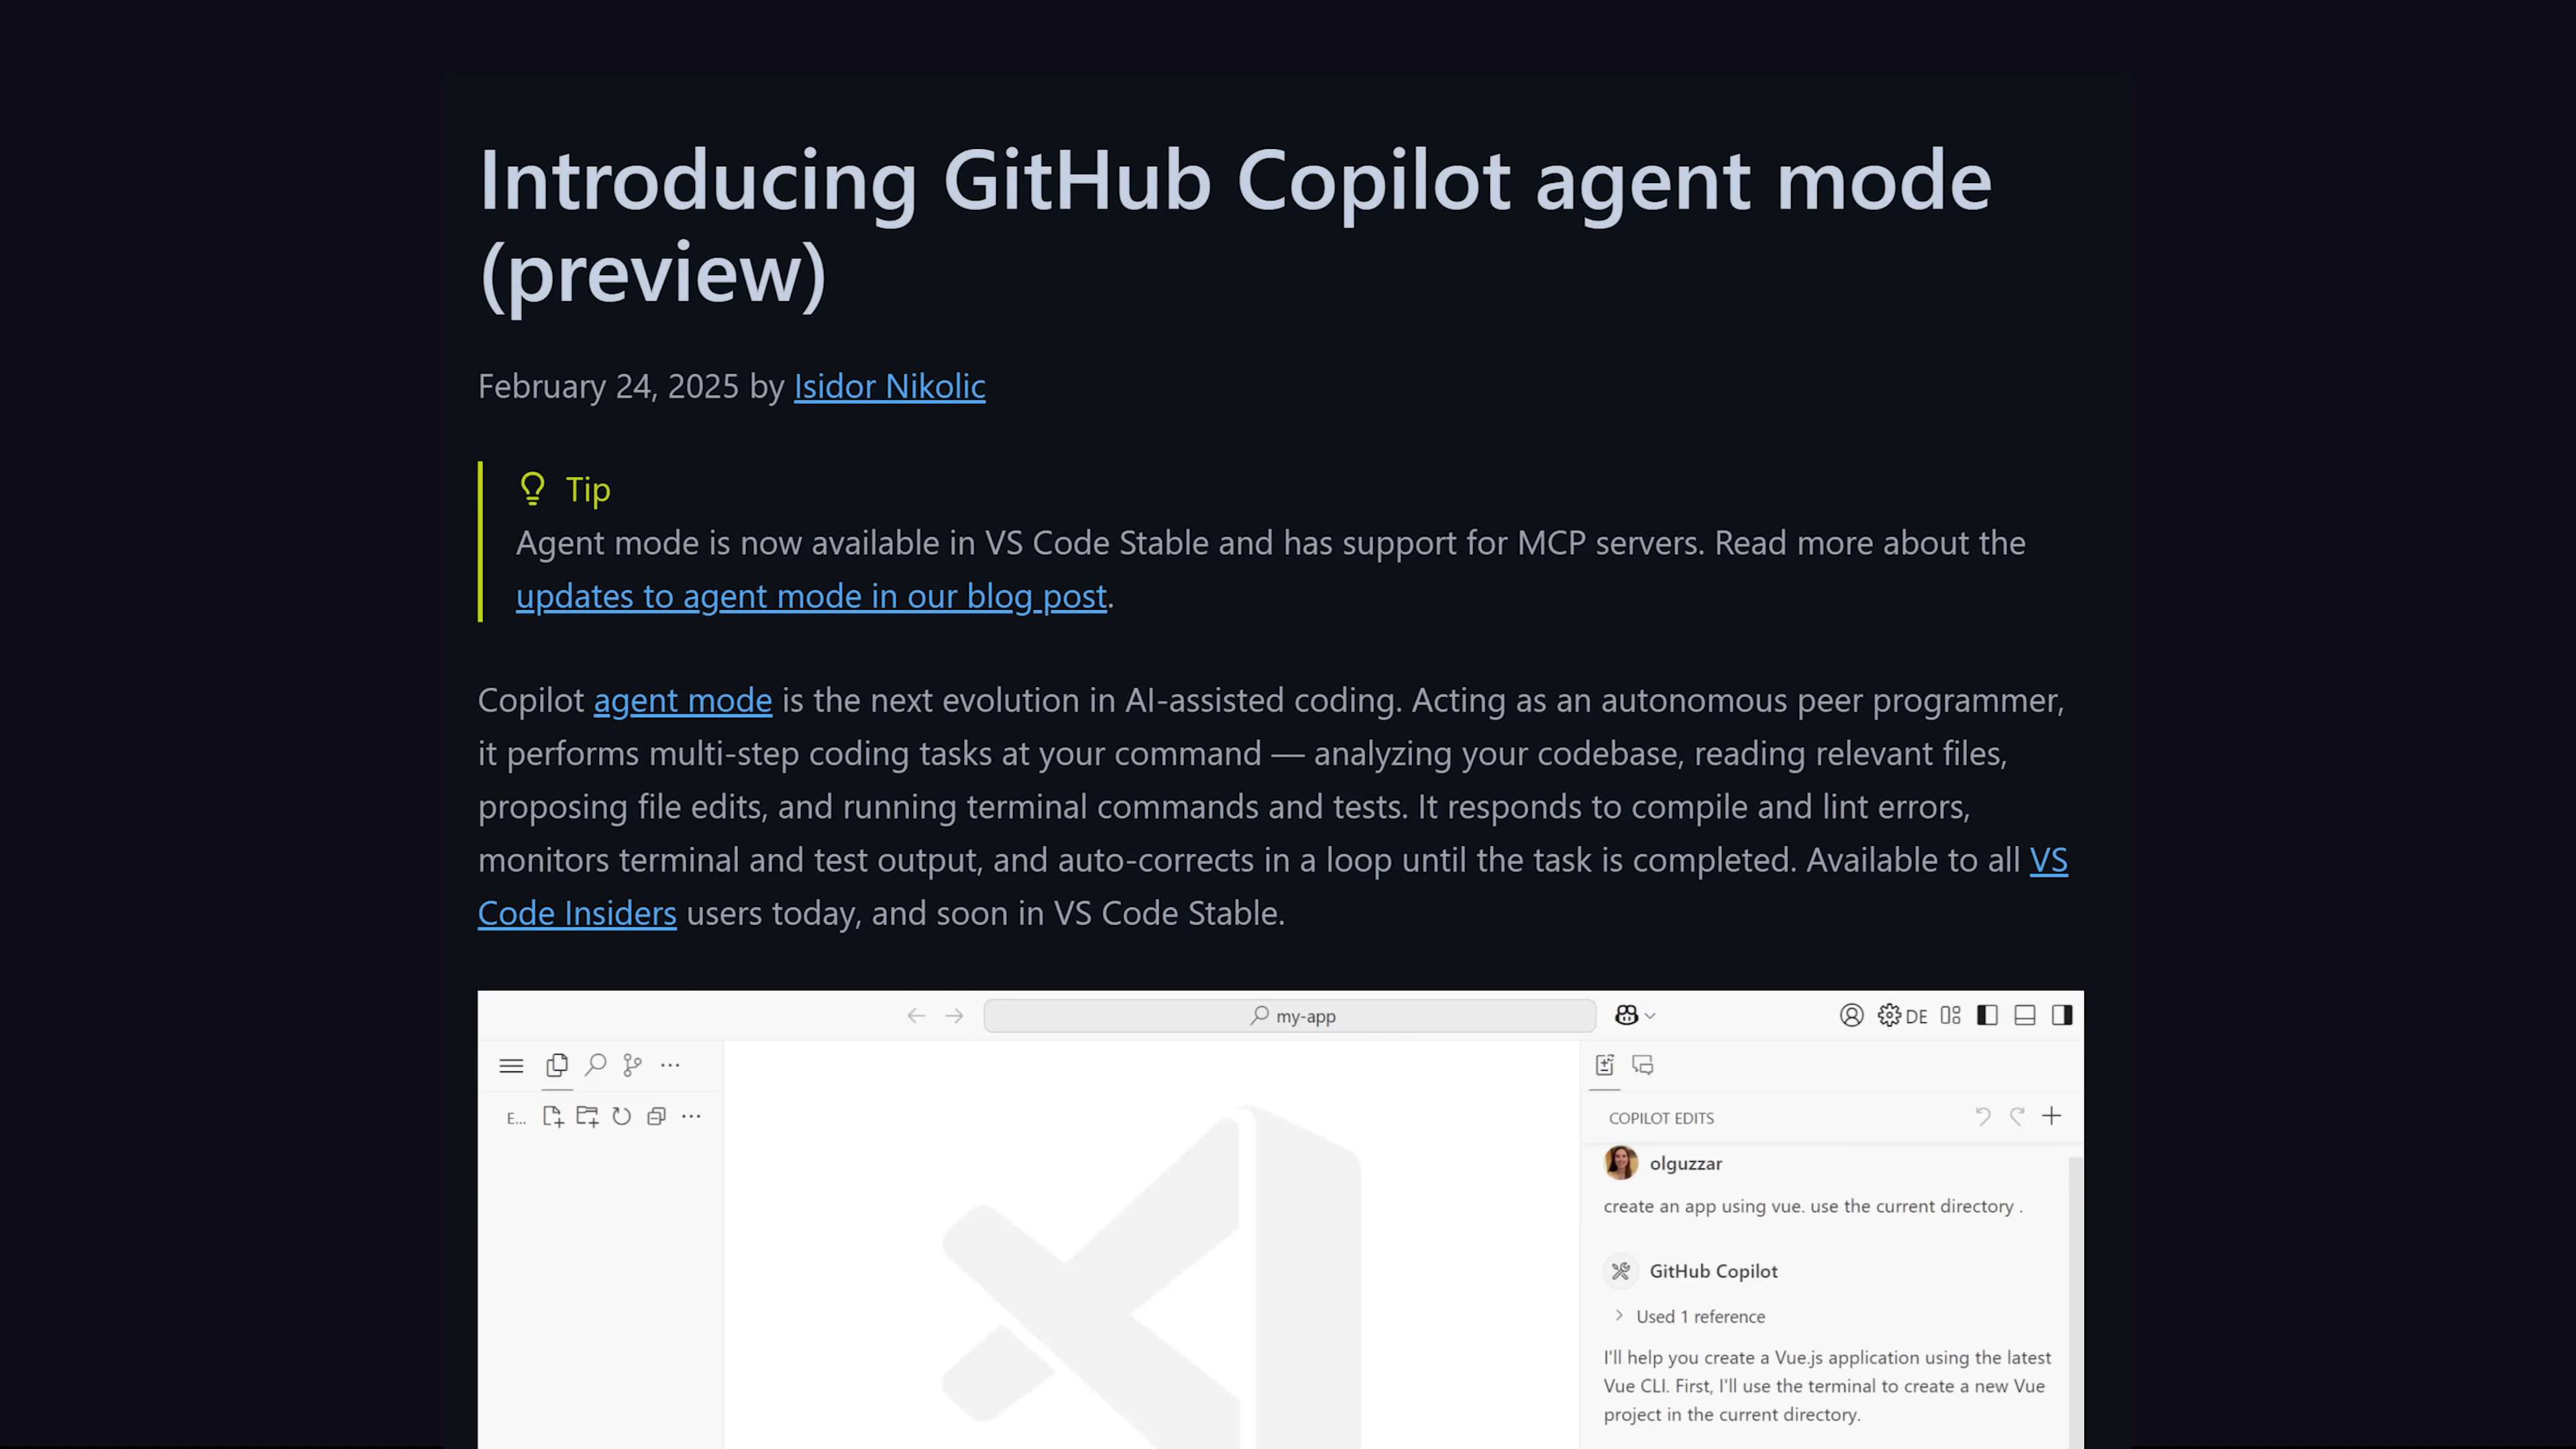 Introducing GitHub Copilot agent mode
(preview)
February 24, 2025 by Isidor Nikolic
Tip
Agent mode is now available in VS Code Stable and has support for MCP servers. Read more about the
updates to agent mode in our blog post.
Copilot agent mode is the next evolution in AI-assisted coding. Acting as an autonomous peer programmer,
it performs multi-step coding tasks at your command — analyzing your codebase, reading relevant files,
proposing file edits, and running terminal commands and tests. It responds to compile and lint errors,
monitors terminal and test output, and auto-corrects in a loop until the task is completed. Available to all VS
Code Insiders users today, and soon in VS Code Stable.
my-app
DE
E...
COPILOT EDITS
olguzzar
create an app using vue. use the current directory .
GitHub Copilot
Used 1 reference
I'll help you create a Vue.js application using the latest
Vue CLI. First, I'll use the terminal to create a new Vue
project in the current directory.